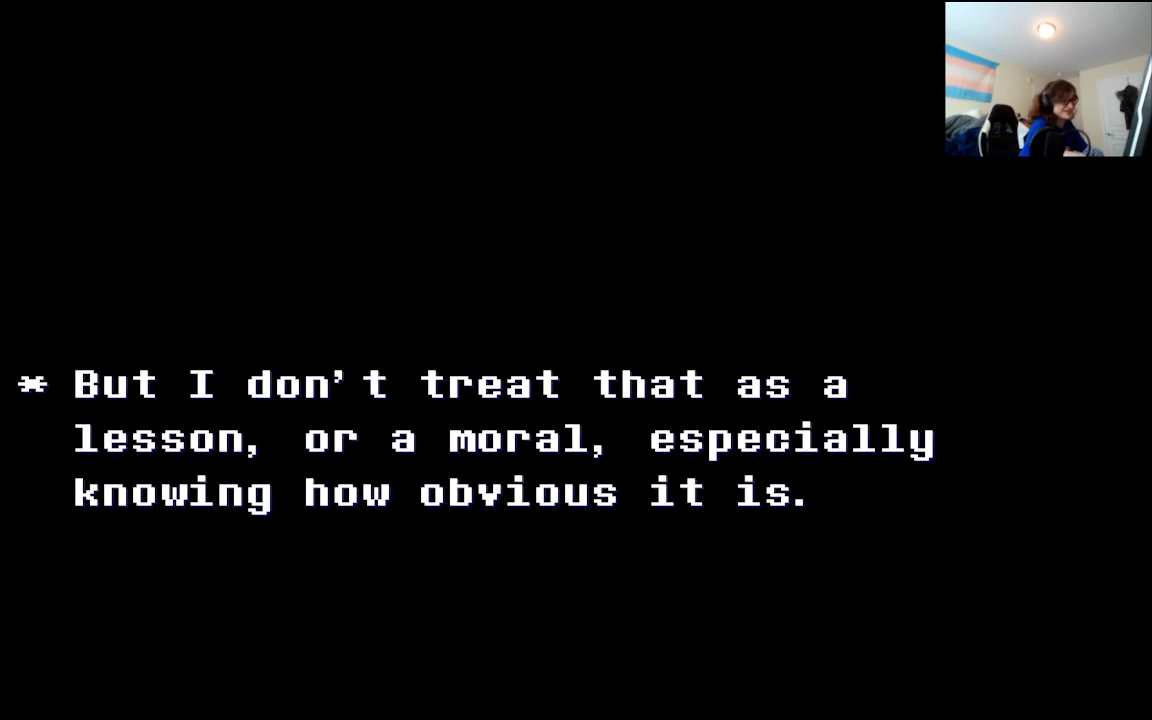 * But I don't treat that as a
lesson, or a moral, especially
knowing how obvious it is.